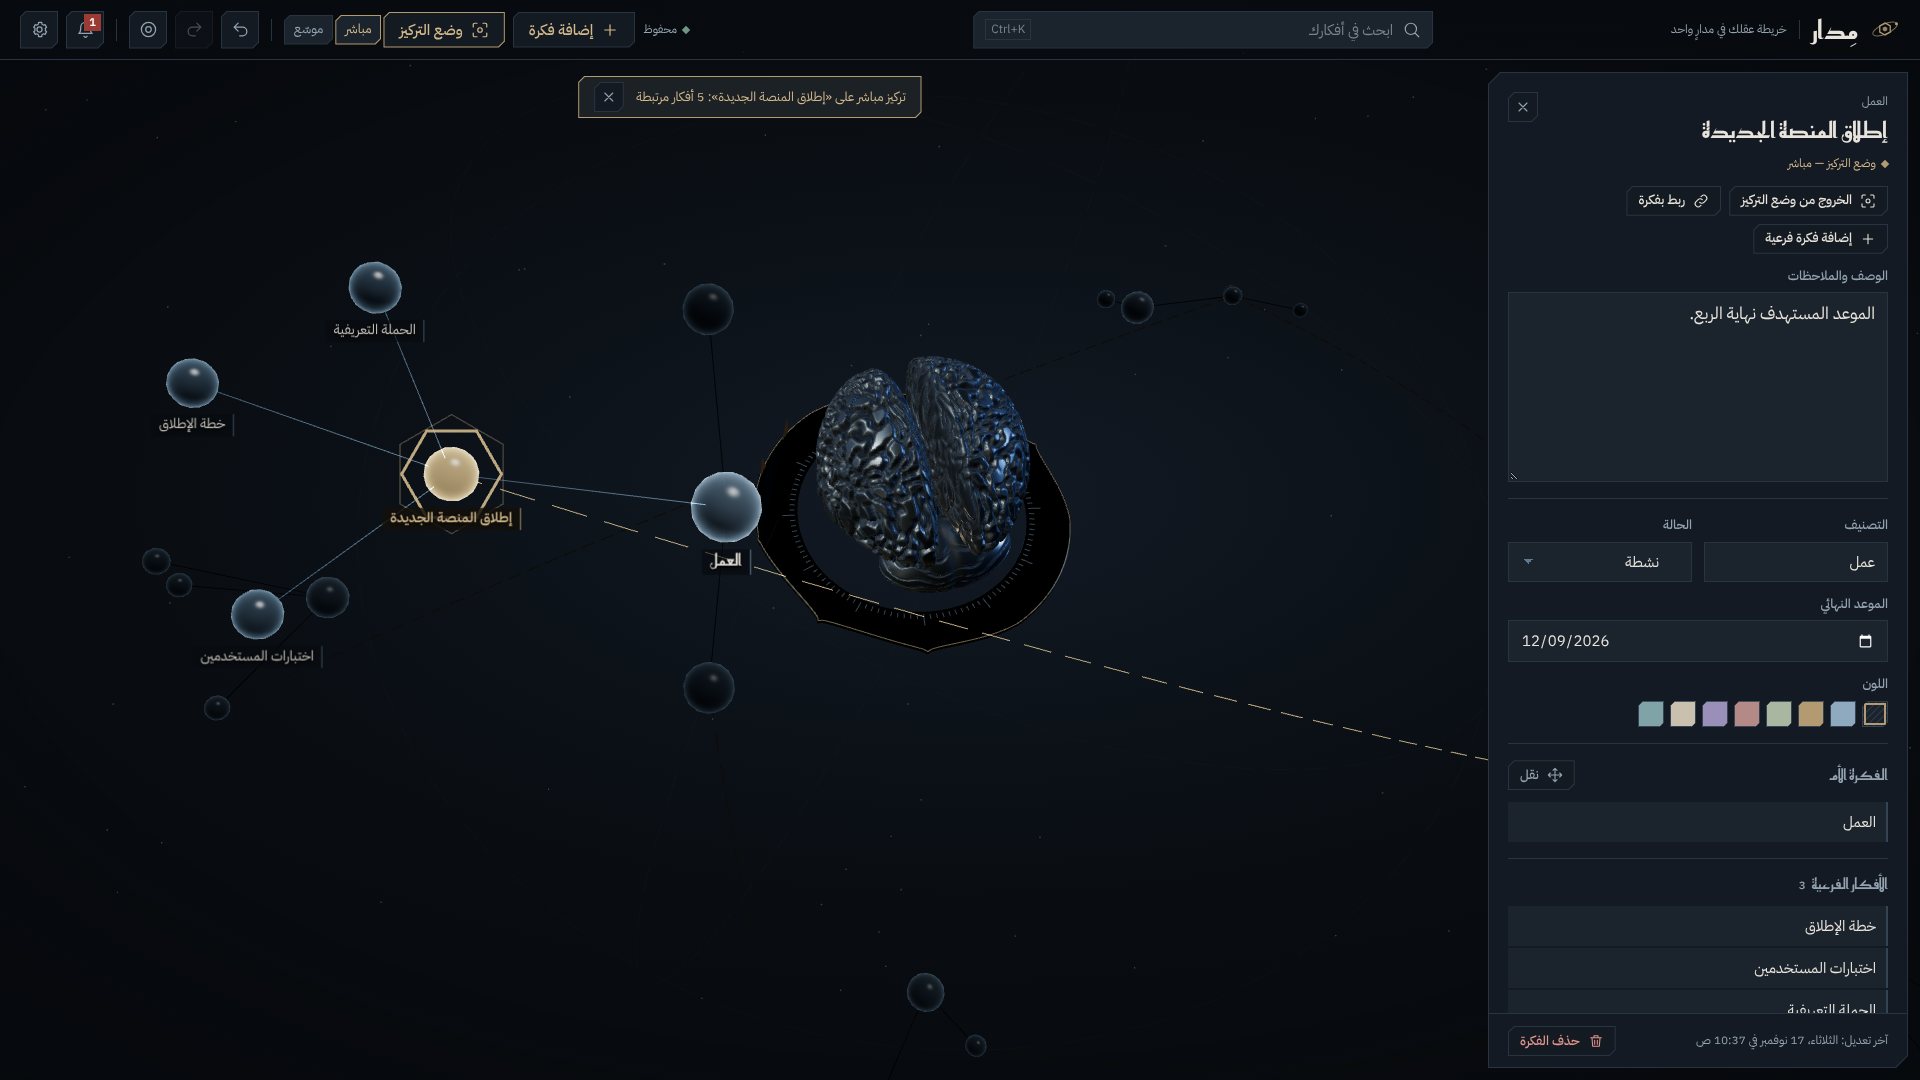 مدار
خريطة عقلك في مدارٍ واحد
ابحث في أفكارك
Ctrl+K
محفوظ
إضافة فكرة
وضع التركيز
مباشر
موسّع
1
تركيز مباشر على «إطلاق المنصة الجديدة»: 5 أفكار مرتبطة
العمل
إطلاق المنصة الجديدة
وضع التركيز — مباشر
الخروج من وضع التركيز
ربط بفكرة
إضافة فكرة فرعية
الوصف والملاحظات
الموعد المستهدف نهاية الربع.
التصنيف
الحالة
عمل
نشطة
الموعد النهائي
12/09/2026
اللون
الفكرة الأم
نقل
العمل
الأفكار الفرعية 3
خطة الإطلاق
اختبارات المستخدمين
الحملة التعريفية
آخر تعديل: الثلاثاء، 17 نوفمبر في 10:37 ص
حذف الفكرة
الحملة التعريفية
خطة الإطلاق
إطلاق المنصة الجديدة
العمل
اختبارات المستخدمين